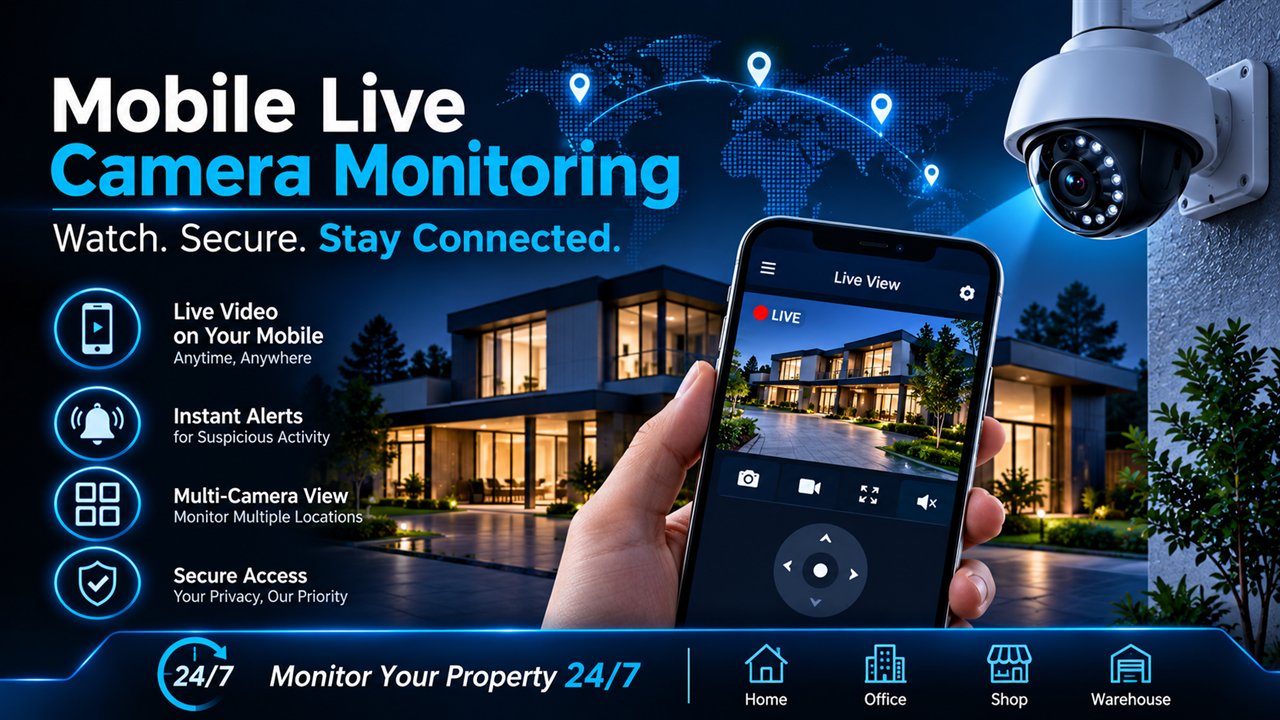 Mobile Live
Camera Monitoring
Watch. Secure. Stay Connected.
Live Video
on Your Mobile
Anytime, Anywhere
Instant Alerts
for Suspicious Activity
Multi-Camera View
Monitor Multiple Locations
Secure Access
Your Privacy, Our Priority
Live View
LIVE
24/7
Monitor Your Property 24/7
Home
Office
Shop
Warehouse